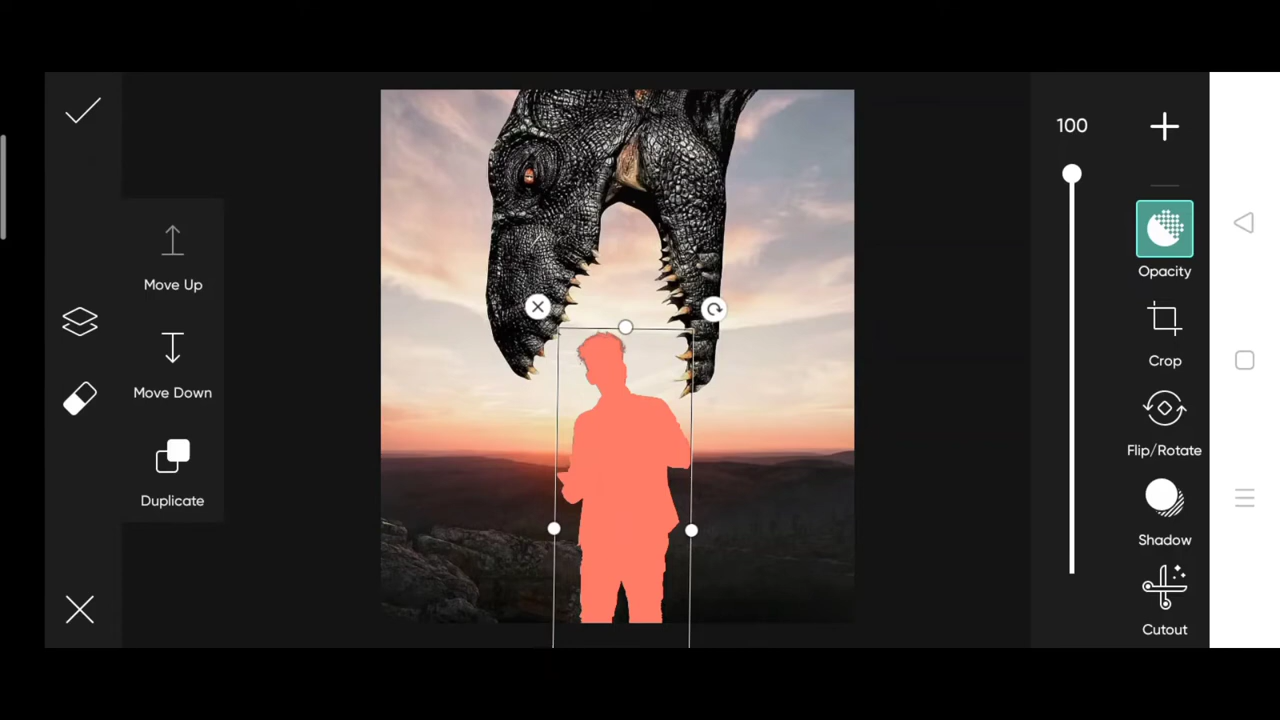 100
Move Up
Opacity
Crop
Move Down
Flip/Rotate
Duplicate
Shadow
Cutout